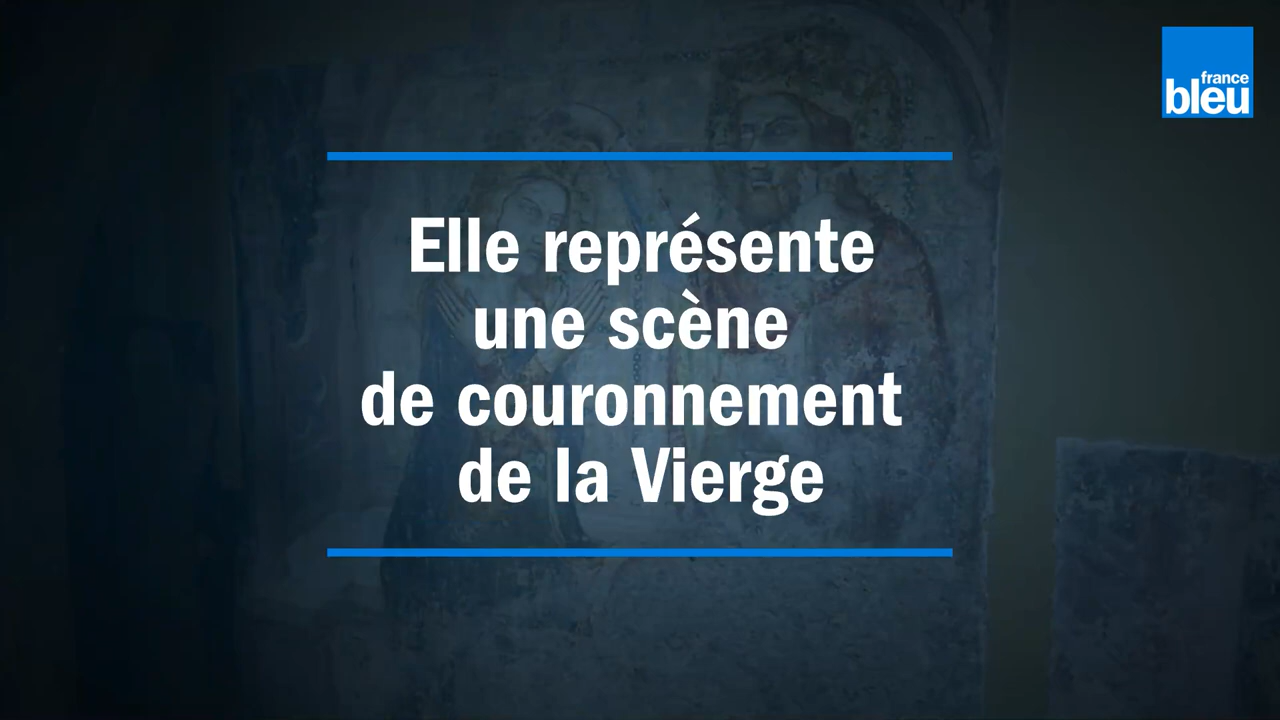 france
bleu
Elle représente
une scène
de couronnement
de la Vierge